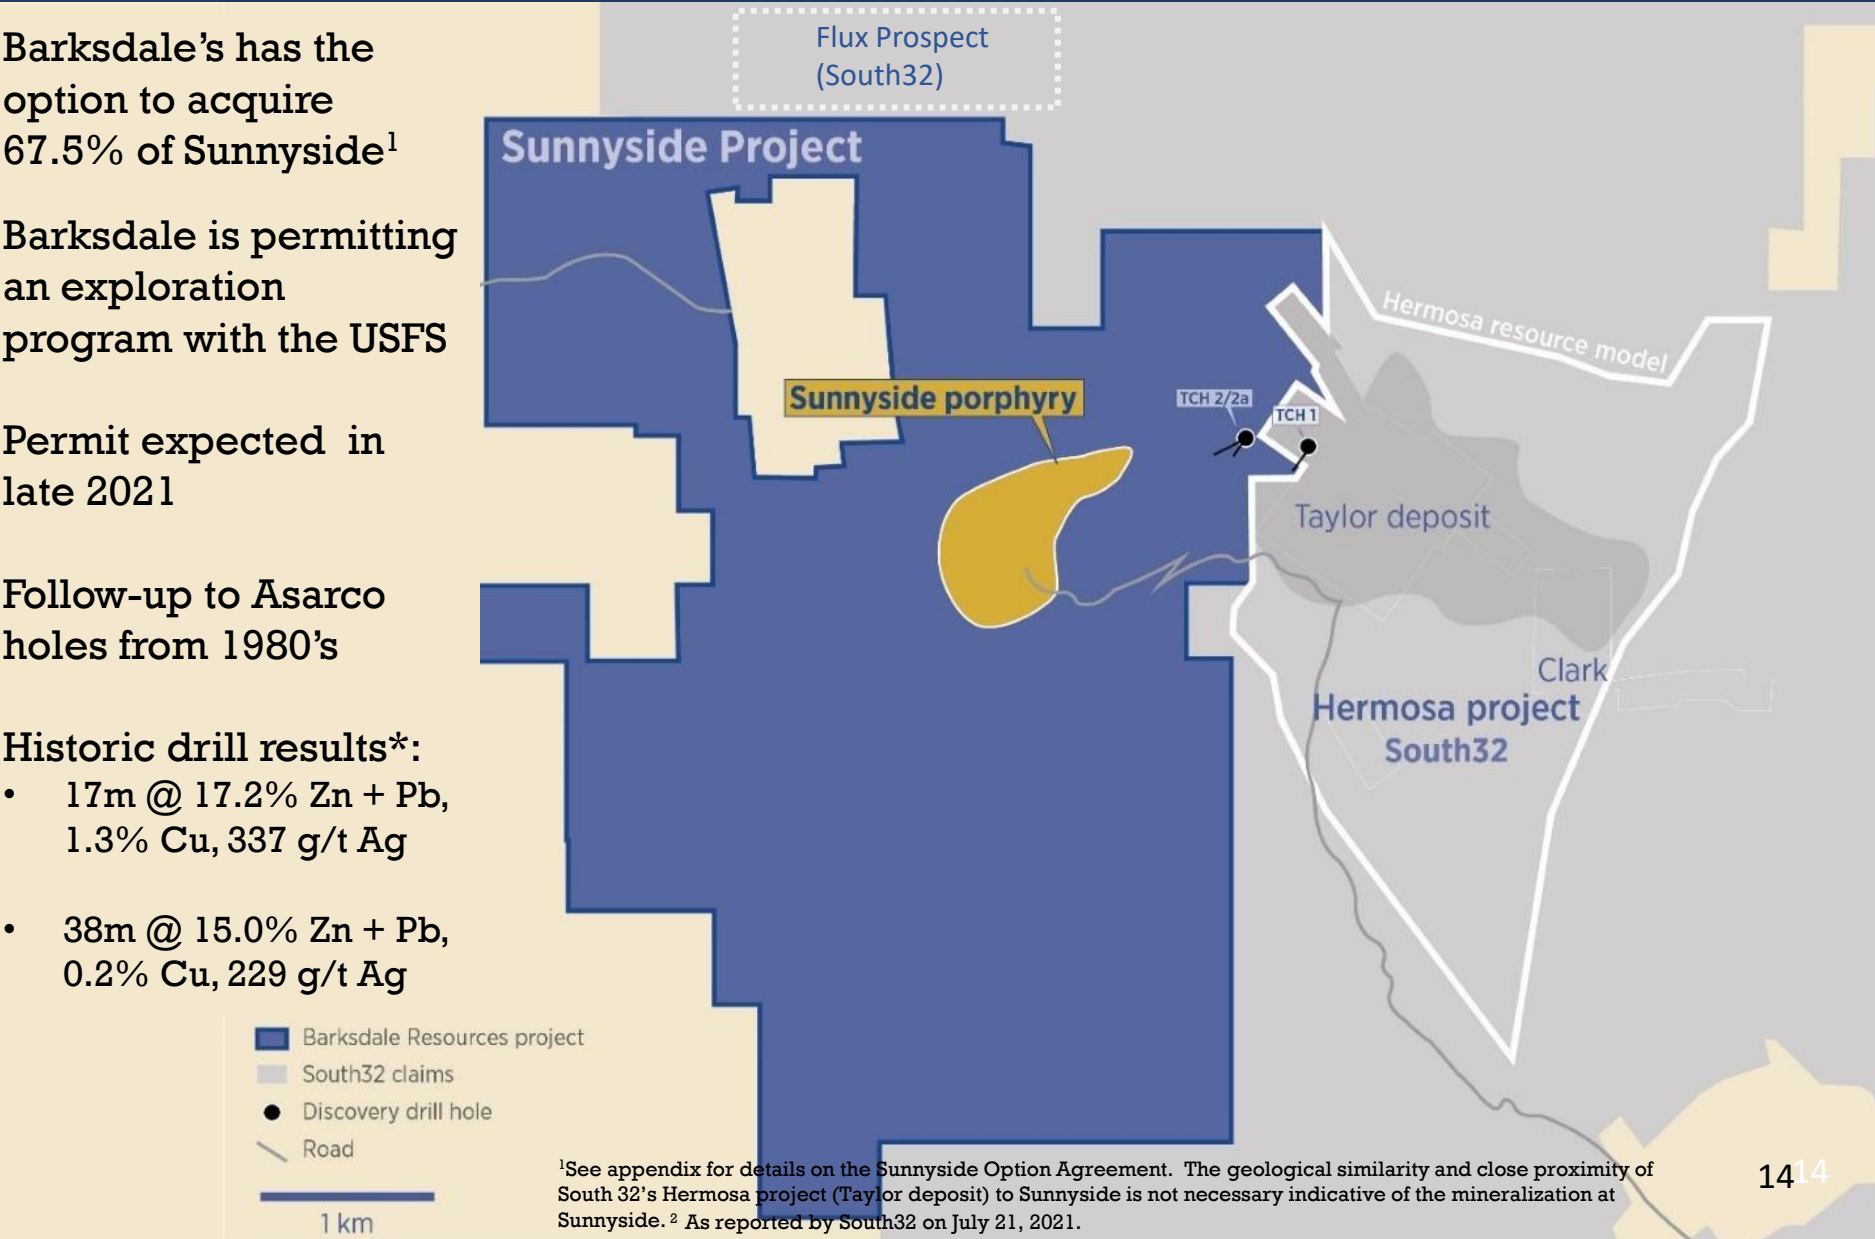 Barksdale’s has the
option to acquire
67.5% of Sunnyside¹
Barksdale is permitting
an exploration
program with the USFS
Permit expected in
late 2021
Follow-up to Asarco
holes from 1980’s
Historic drill results*:
• 17m @ 17.2% Zn + Pb,
1.3% Cu, 337 g/t Ag
• 38m @ 15.0% Zn + Pb,
0.2% Cu, 229 g/t Ag
Flux Prospect
(South32)
Sunnyside Project
Hermosa resource model
Sunnyside porphyry
TCH 2/2a
TCH 1
Taylor deposit
Clark
Hermosa project
South32
Barksdale Resources project
South32 claims
Discovery drill hole
Road
1 km
¹See appendix for details on the Sunnyside Option Agreement. The geological similarity and close proximity of
South 32’s Hermosa project (Taylor deposit) to Sunnyside is not necessary indicative of the mineralization at
Sunnyside. ² As reported by South32 on July 21, 2021.
14
14